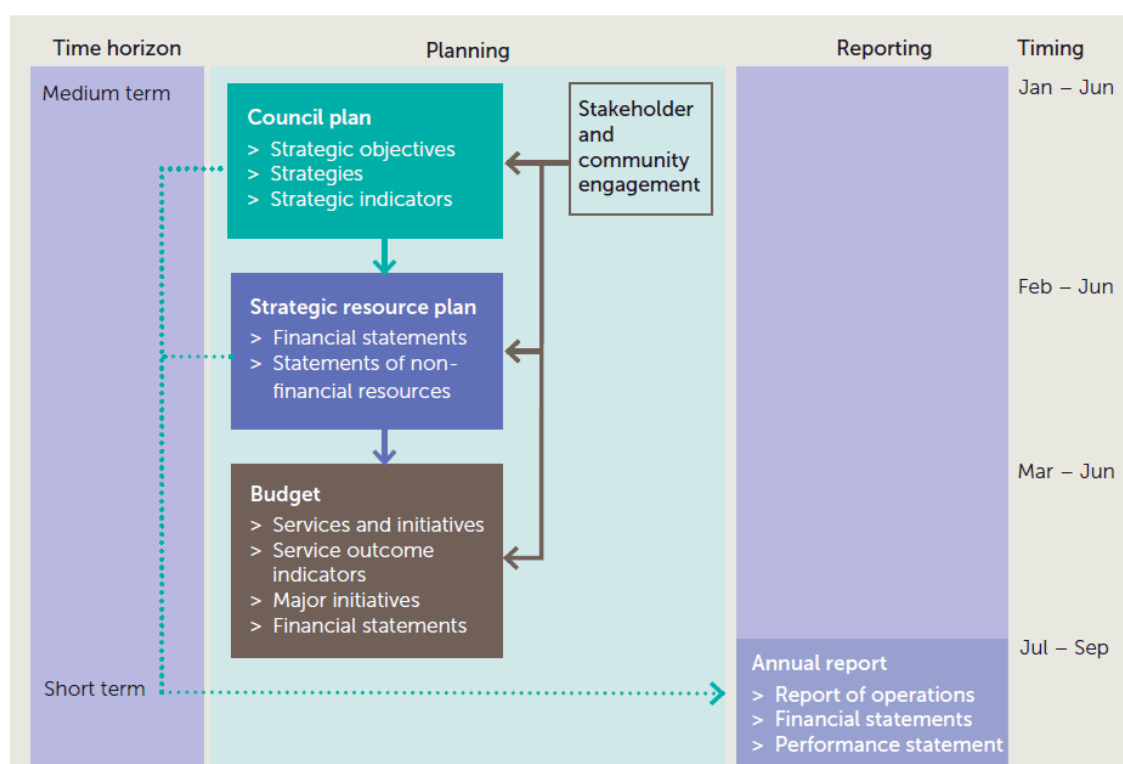 Time horizon
Planning
Reporting
Timing
Medium term
Council plan
> Strategic objectives
> Strategies
> Strategic indicators
Stakeholder
and
community
engagement
Jan – Jun
Strategic resource plan
> Financial statements
> Statements of non-
financial resources
Feb – Jun
Budget
> Services and initiatives
> Service outcome
indicators
> Major initiatives
> Financial statements
Mar – Jun
Short term
Annual report
> Report of operations
> Financial statements
> Performance statement
Jul – Sep